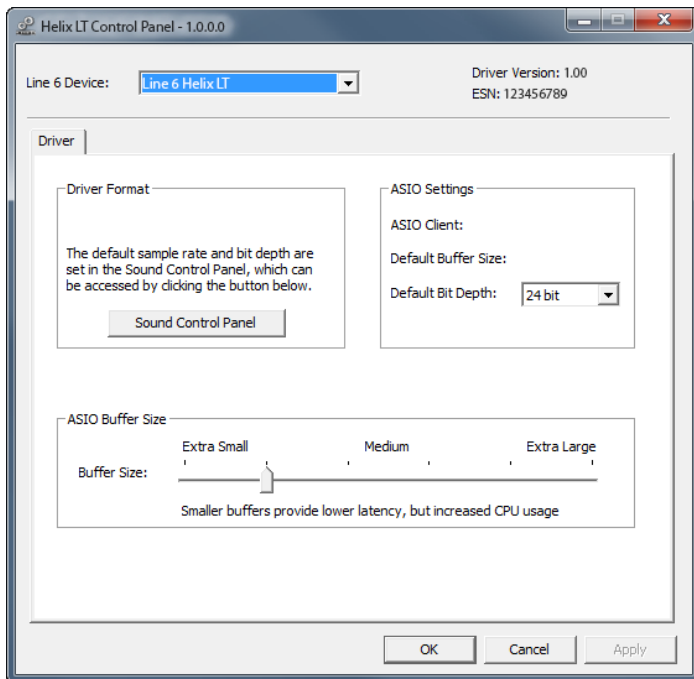 Helix LT Control Panel - 1.0.0.0
Line 6 Device:
Line 6 Helix LT
Driver Version: 1.00
ESN: 123456789
Driver
Driver Format
The default sample rate and bit depth are
set in the Sound Control Panel, which can
be accessed by clicking the button below.
Sound Control Panel
ASIO Settings
ASIO Client:
Default Buffer Size:
Default Bit Depth:
24 bit
ASIO Buffer Size
Extra Small
Medium
Extra Large
Buffer Size:
Smaller buffers provide lower latency, but increased CPU usage
OK
Cancel
Apply